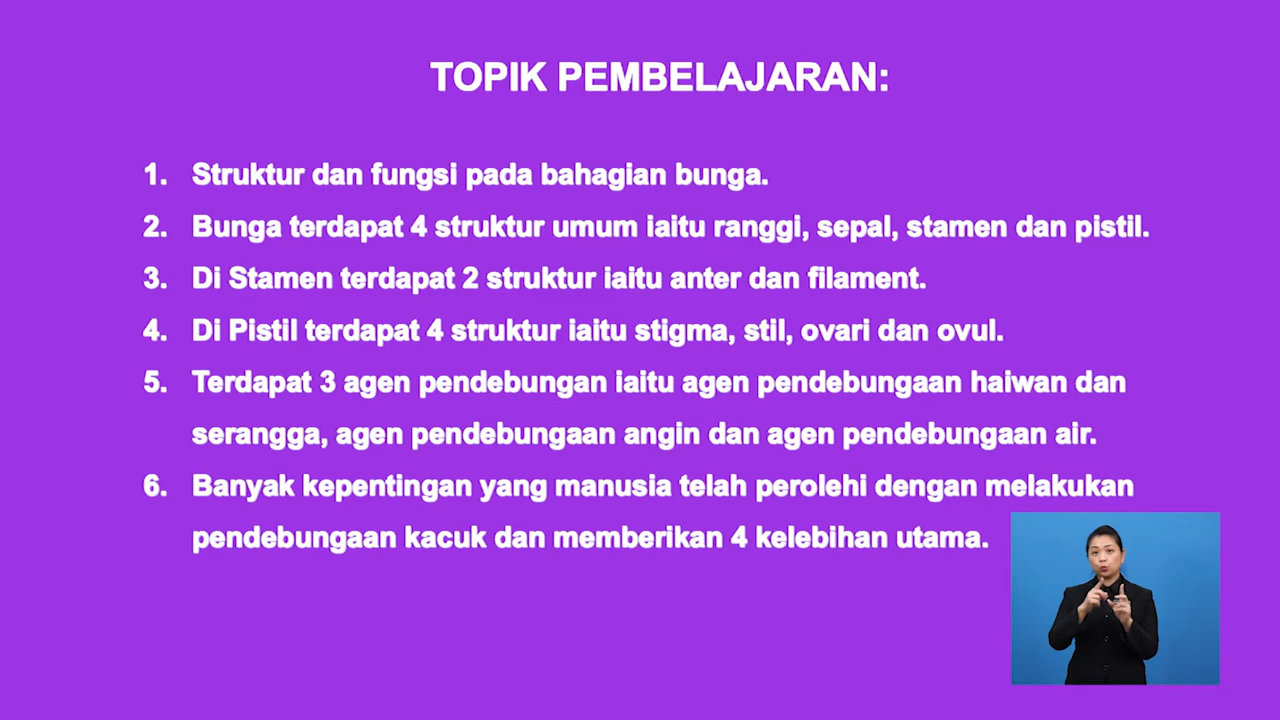 TOPIK PEMBELAJARAN:
1. Struktur dan fungsi pada bahagian bunga.
2. Bunga terdapat 4 struktur umum iaitu ranggi, sepal, stamen dan pistil.
3. Di Stamen terdapat 2 struktur iaitu anter dan filament.
4. Di Pistil terdapat 4 struktur iaitu stigma, stil, ovari dan ovul.
5. Terdapat 3 agen pendebungan iaitu agen pendebungaan haiwan dan
serangga, agen pendebungaan angin dan agen pendebungaan air.
6. Banyak kepentingan yang manusia telah perolehi dengan melakukan
pendebungaan kacuk dan memberikan 4 kelebihan utama.